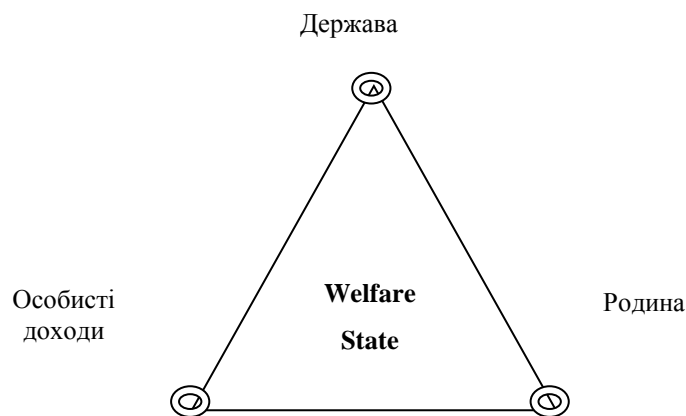 Держава
Особисті
доходи
Welfare
State
Родина